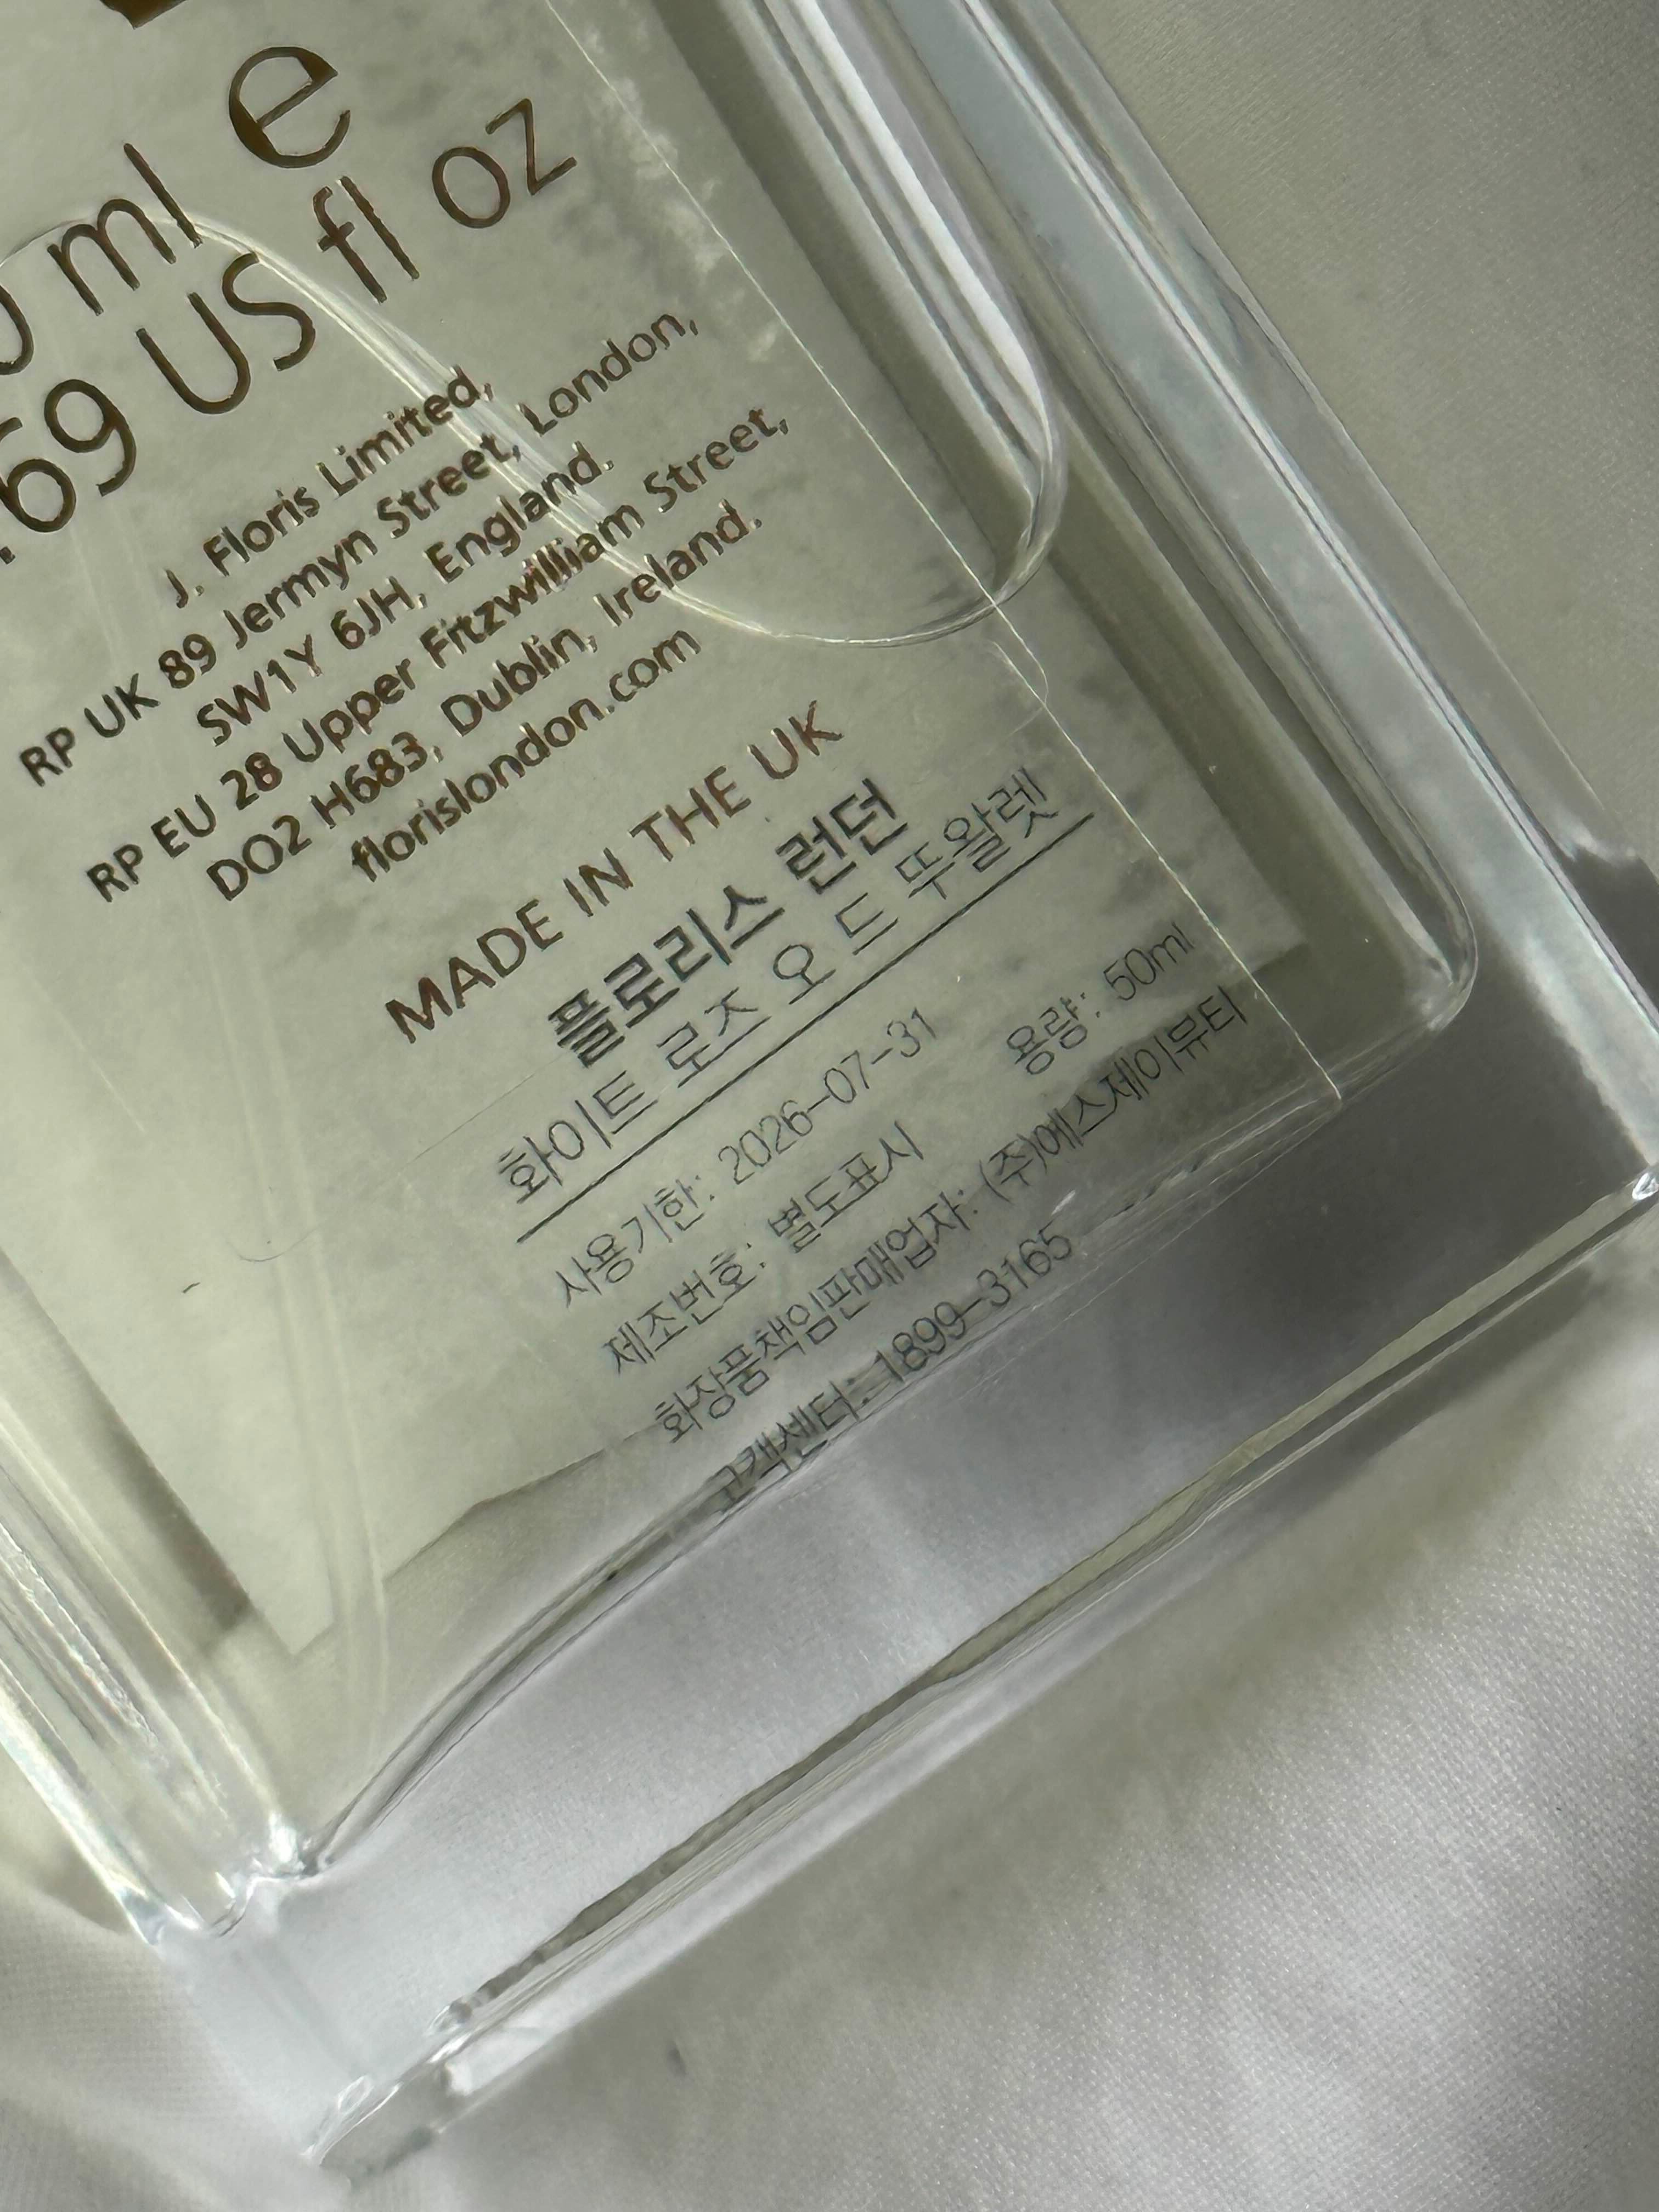 ml e
69 US fl oz
J. Floris Limited,
RP UK 89 Jermyn Street, London,
SW1Y 6JH, England.
RP EU 28 Upper Fitzwilliam Street,
DO2 H683, Dublin, Ireland.
florislondon.com
MADE IN THE UK
플로리스 런던
화이트 로즈 오 드 뚜왈렛
사용기한: 2026-07-31
제조번호: 별도표시 용량: 50ml
화장품책임판매업자: (주)에스제이뷰티
고객센터: 1899-3165